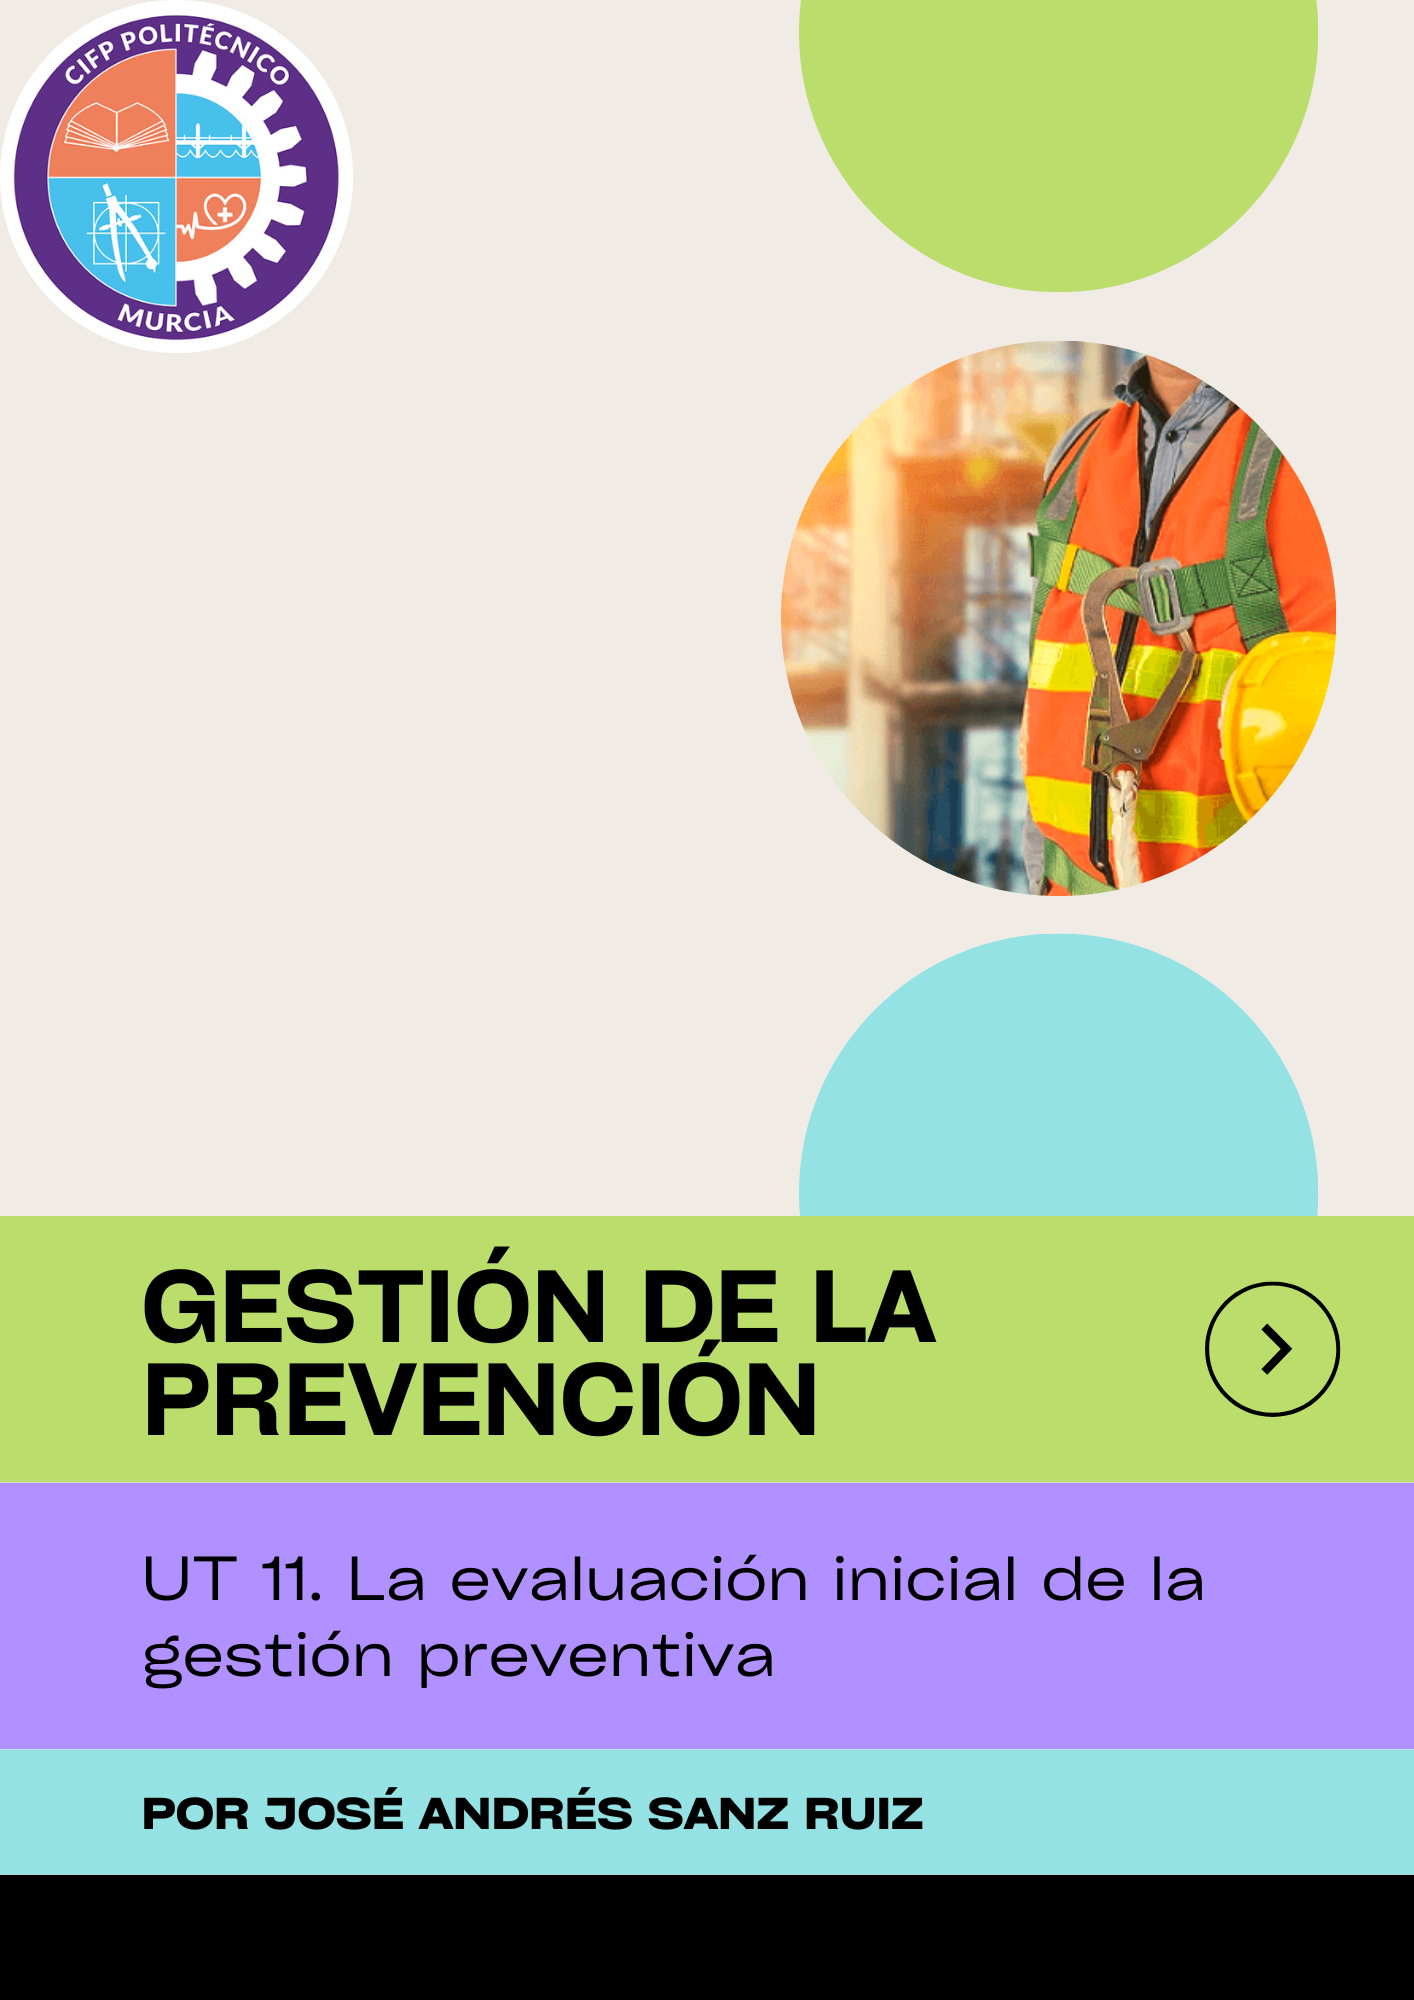 CIFP POLITÉCNICO
MURCIA
GESTIÓN DE LA
PREVENCIÓN
UT 11. La evaluación inicial de la
gestión preventiva
POR JOSÉ ANDRÉS SANZ RUIZ